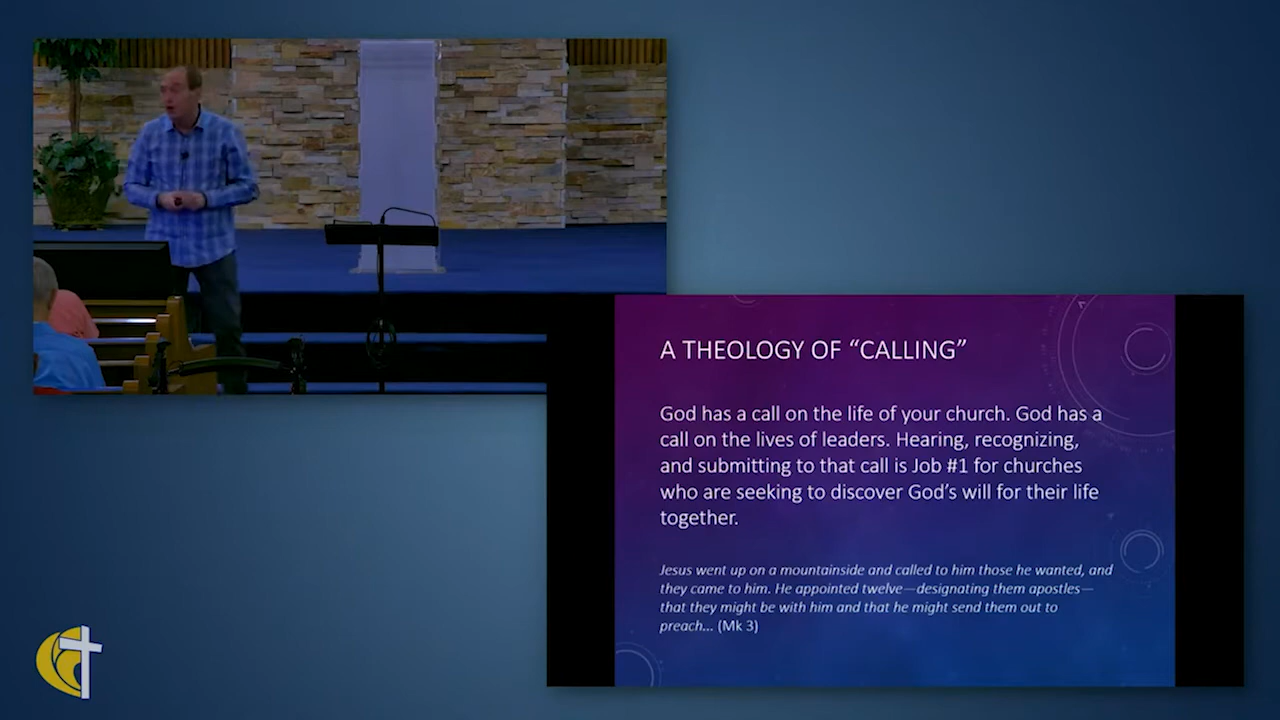 A THEOLOGY OF “CALLING”
God has a call on the life of your church. God has a
call on the lives of leaders. Hearing, recognizing,
and submitting to that call is Job #1 for churches
who are seeking to discover God’s will for their life
together.
Jesus went up on a mountainside and called to him those he wanted, and
they came to him. He appointed twelve—designating them apostles—
that they might be with him and that he might send them out to
preach... (Mk 3)